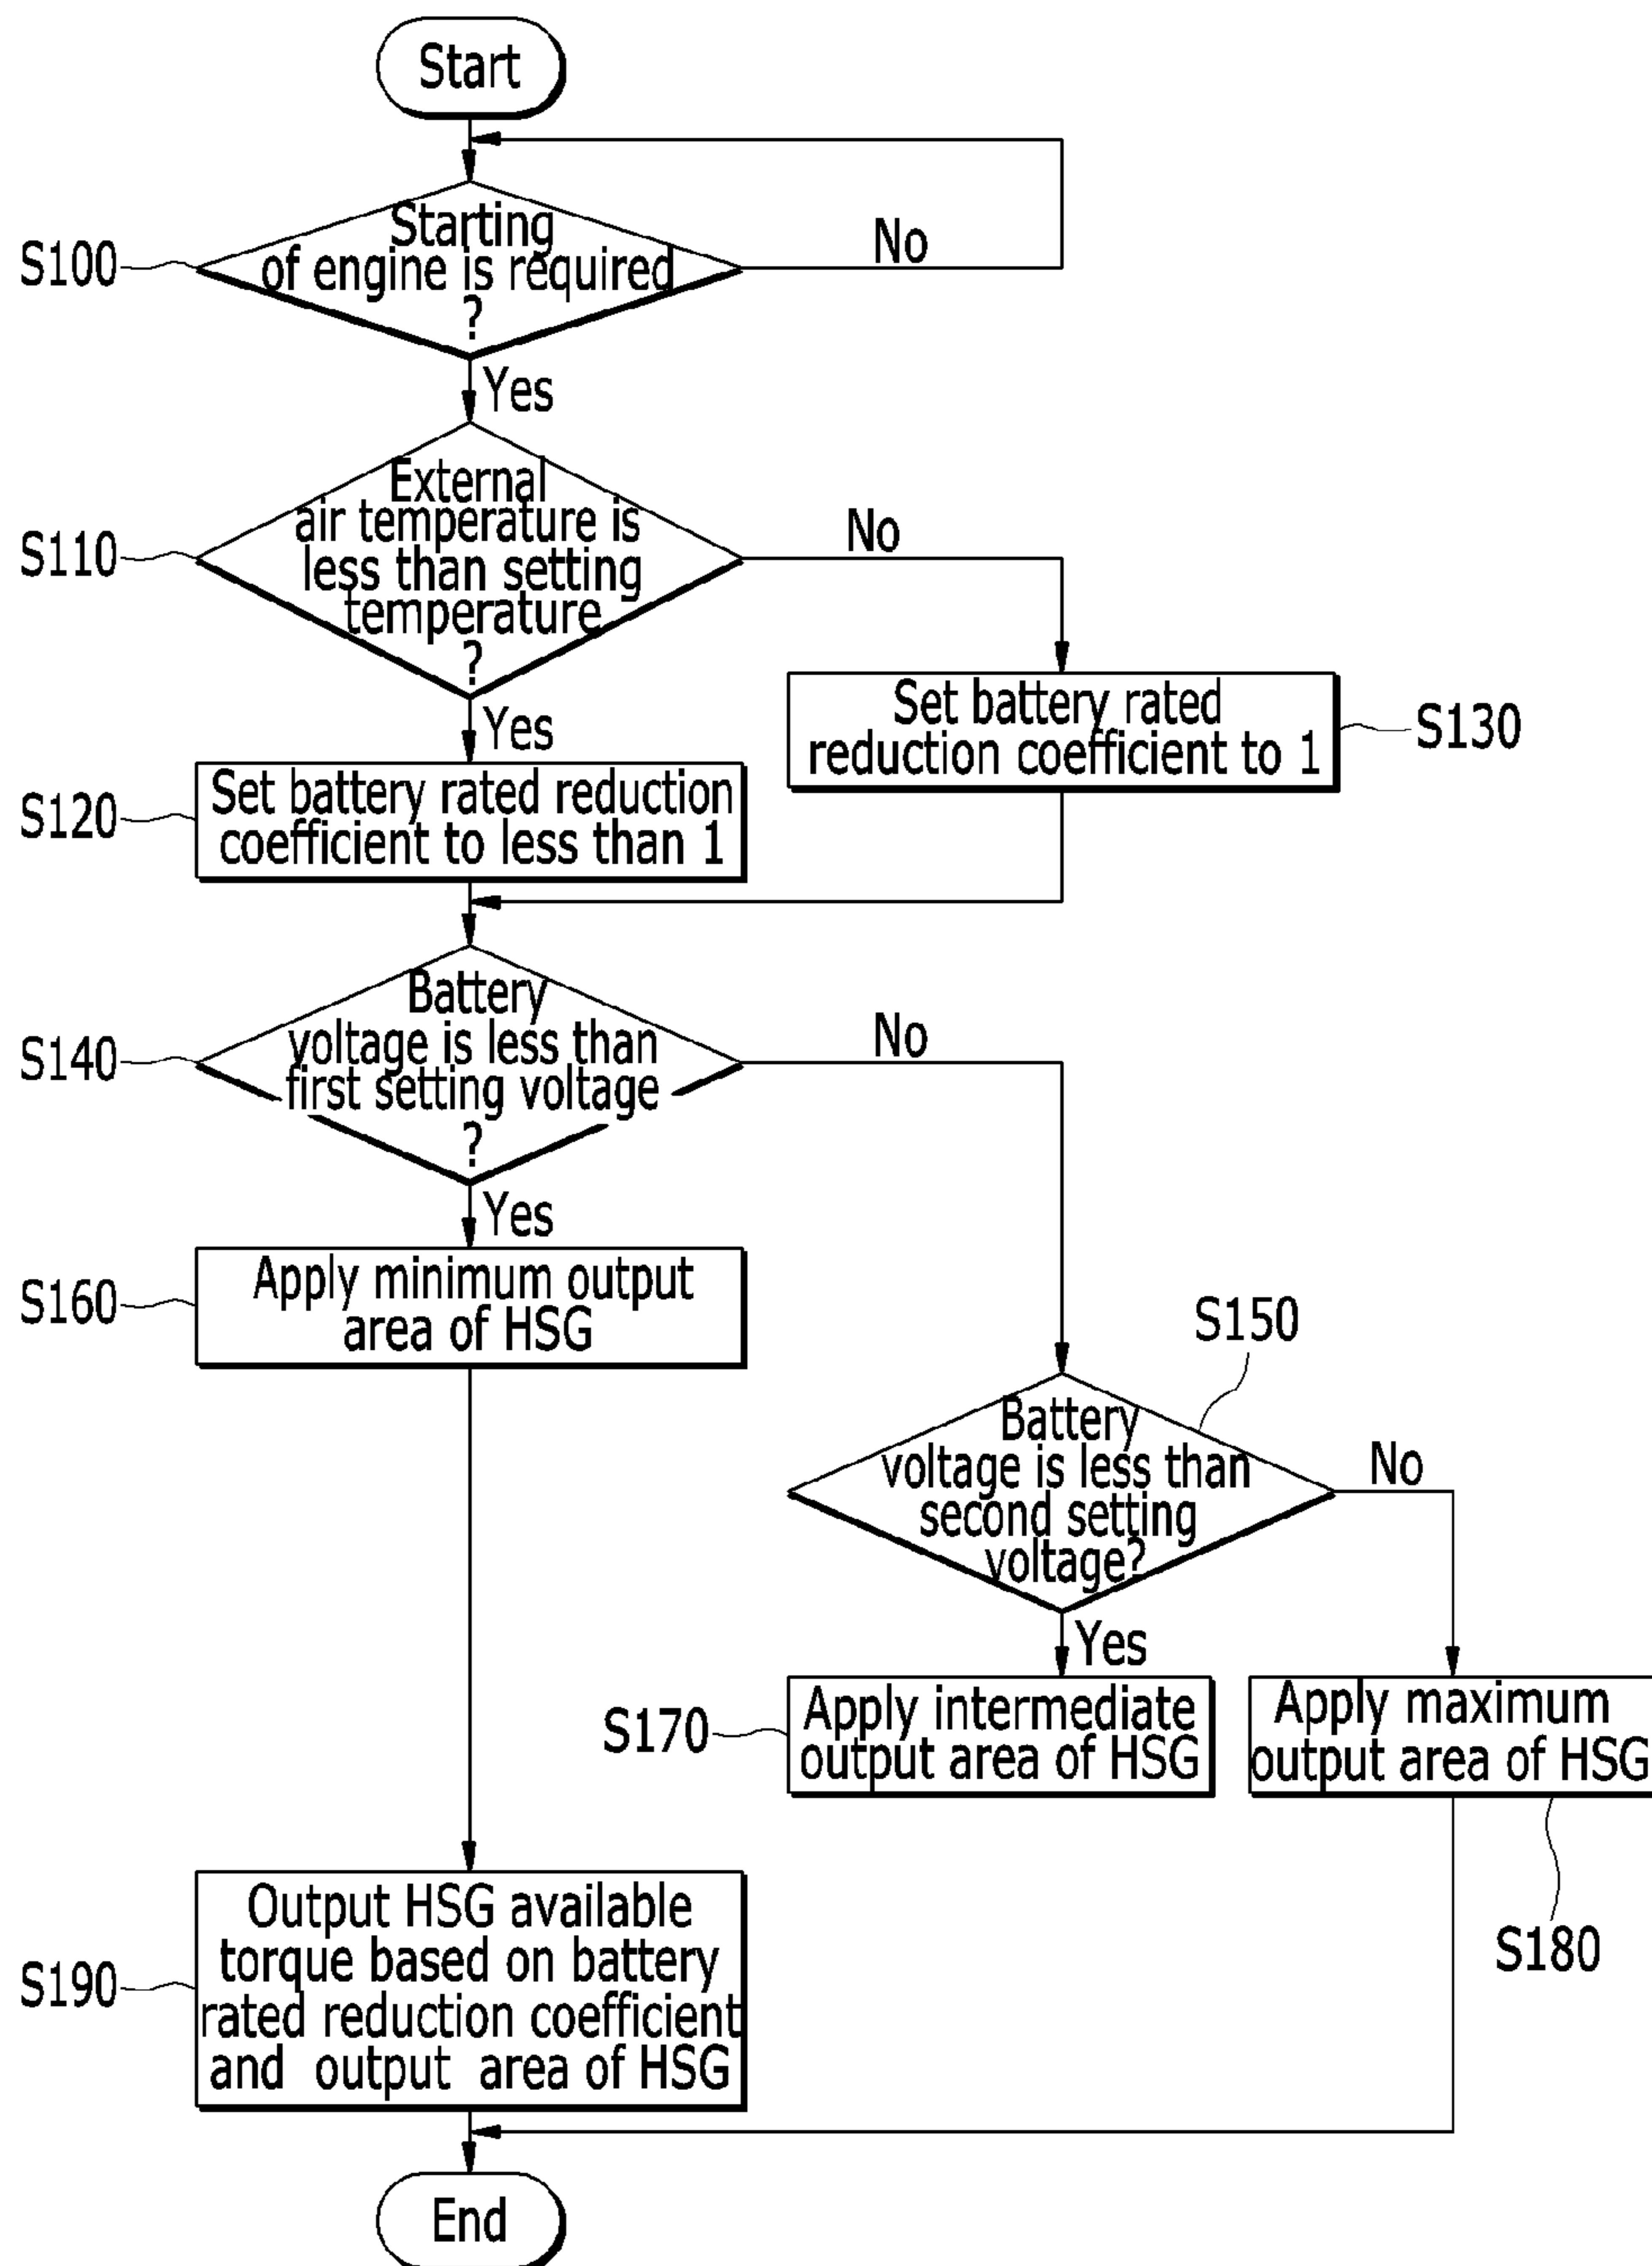 Start
S100
Starting
of engine is required
?
No
Yes
S110
External
air temperature is
less than setting
temperature
?
No
Yes
Set battery rated
reduction coefficient to 1
S130
S120
Set battery rated reduction
coefficient to less than 1
S140
Battery
voltage is less than
first setting voltage
?
No
Yes
S160
Apply minimum output
area of HSG
S150
Battery
voltage is less than
second setting
voltage?
No
Yes
S170
Apply intermediate
output area of HSG
Apply maximum
output area of HSG
S180
S190
Output HSG available
torque based on battery
rated reduction coefficient
and output area of HSG
End